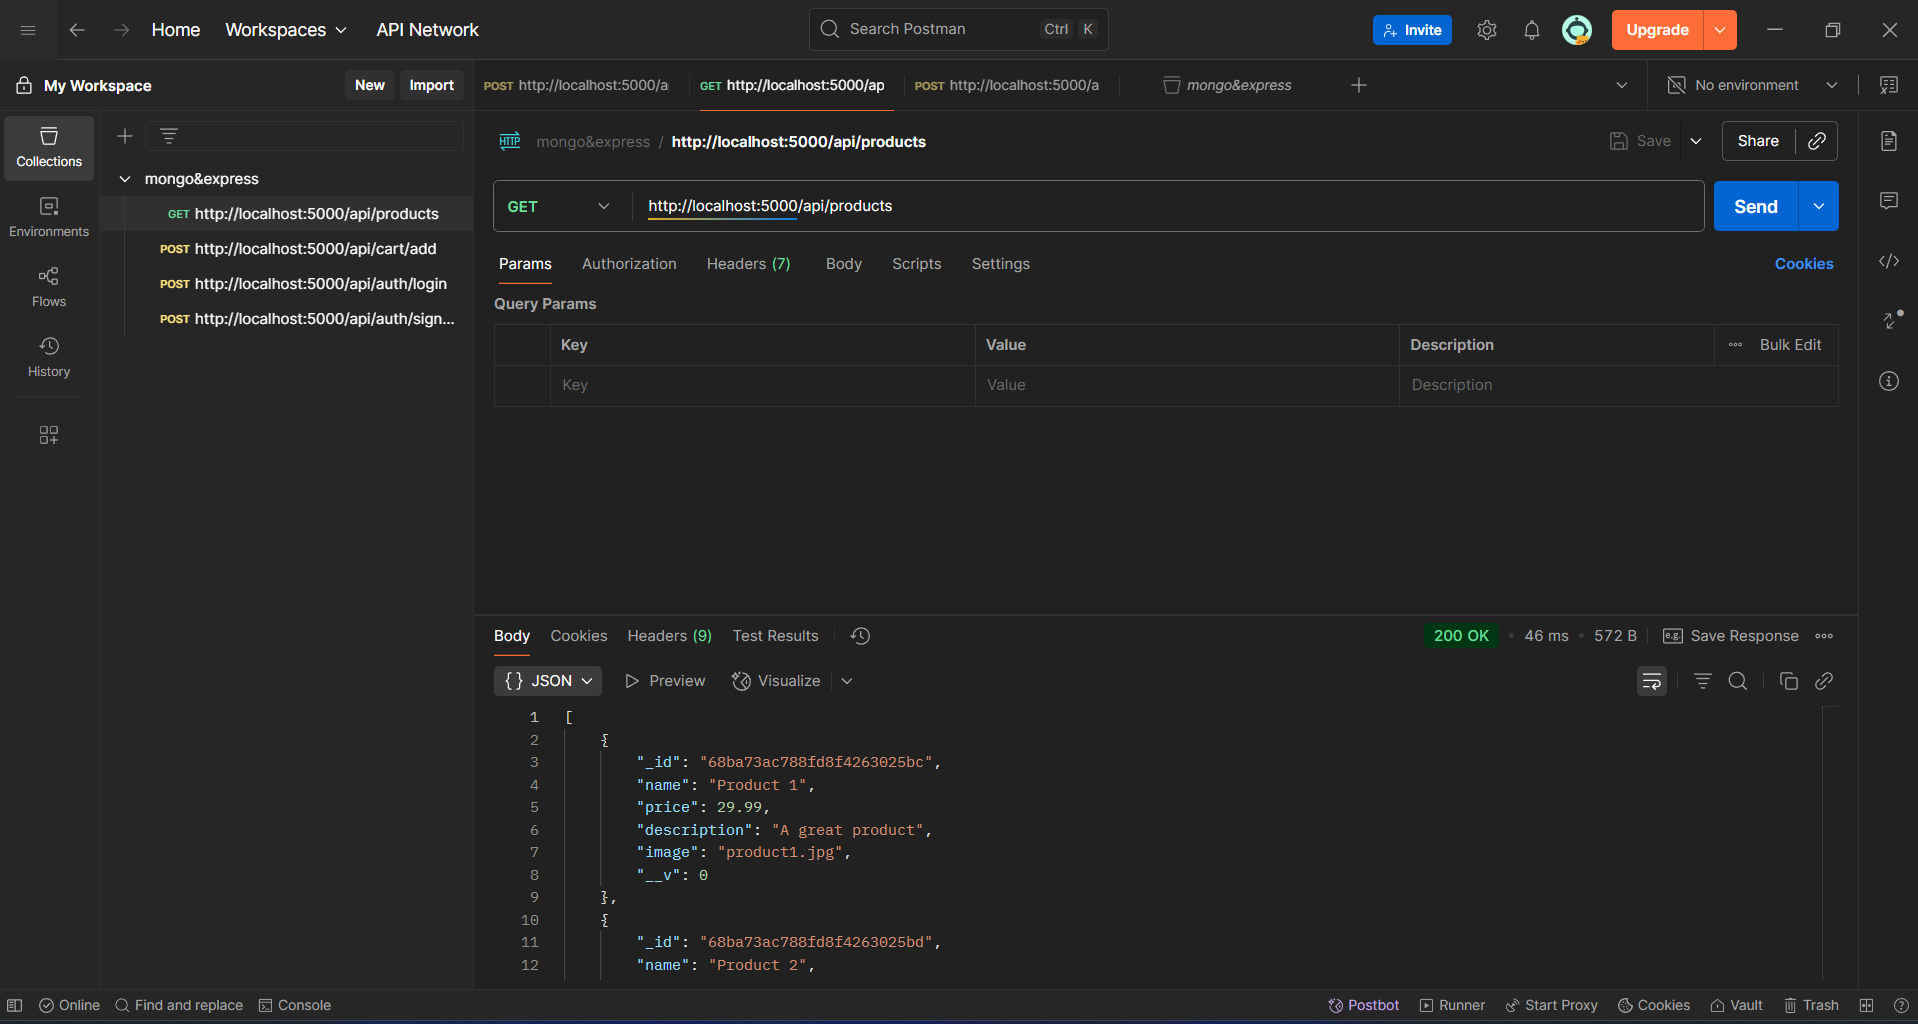 Home Workspaces API Network Search Postman Ctrl K Invite Upgrade
My Workspace New Import POST http://localhost:5000/a GET http://localhost:5000/ap POST http://localhost:5000/a mongo&express No environment
Collections
Environments
Flows
History
mongo&express
GET http://localhost:5000/api/products
POST http://localhost:5000/api/cart/add
POST http://localhost:5000/api/auth/login
POST http://localhost:5000/api/auth/sign...
HTTP mongo&express / http://localhost:5000/api/products Save Share
GET http://localhost:5000/api/products Send
Params Authorization Headers (7) Body Scripts Settings Cookies
Query Params
Key Value Description Bulk Edit
Key Value Description
Body Cookies Headers (9) Test Results 200 OK • 46 ms • 572 B e.g. Save Response
{} JSON Preview Visualize
1 [
2 {
3 "_id": "68ba73ac788fd8f4263025bc",
4 "name": "Product 1",
5 "price": 29.99,
6 "description": "A great product",
7 "image": "product1.jpg",
8 "__v": 0
9 },
10 {
11 "_id": "68ba73ac788fd8f4263025bd",
12 "name": "Product 2",
Online Find and replace Console Postbot Runner Start Proxy Cookies Vault Trash